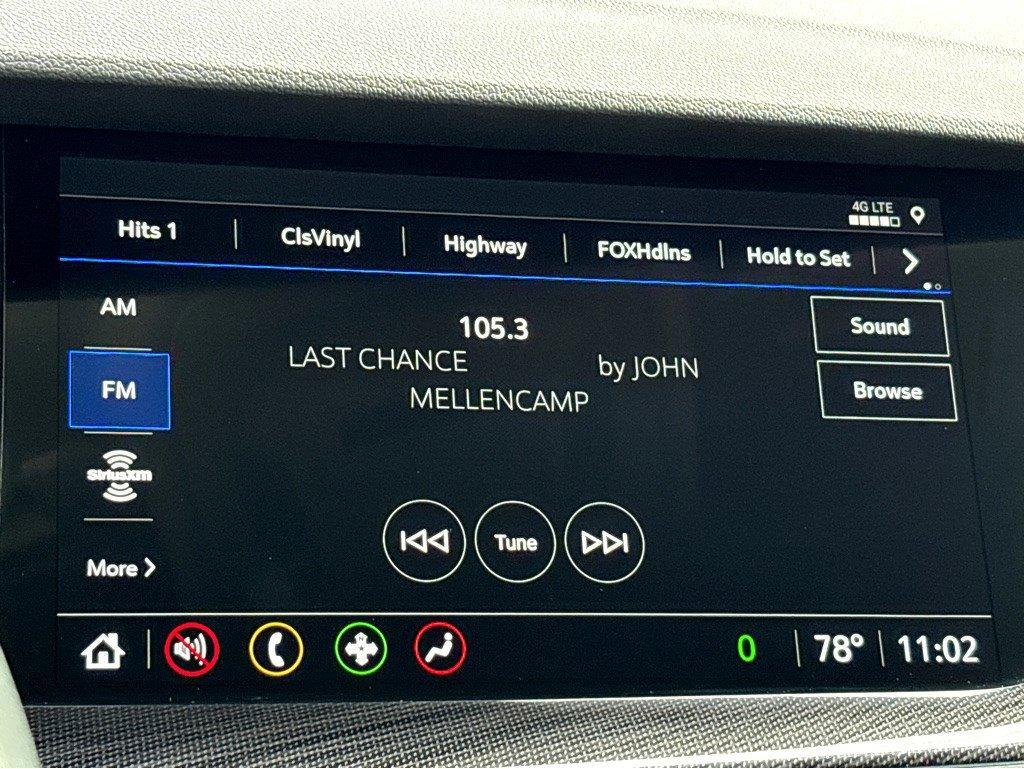 4G LTE
Hits 1 ClsVinyl Highway FOXHdlns Hold to Set
AM
105.3
Sound
LAST CHANCE by JOHN
FM
Browse
MELLENCAMP
SiriusXM
Tune
More
0 78° 11:02